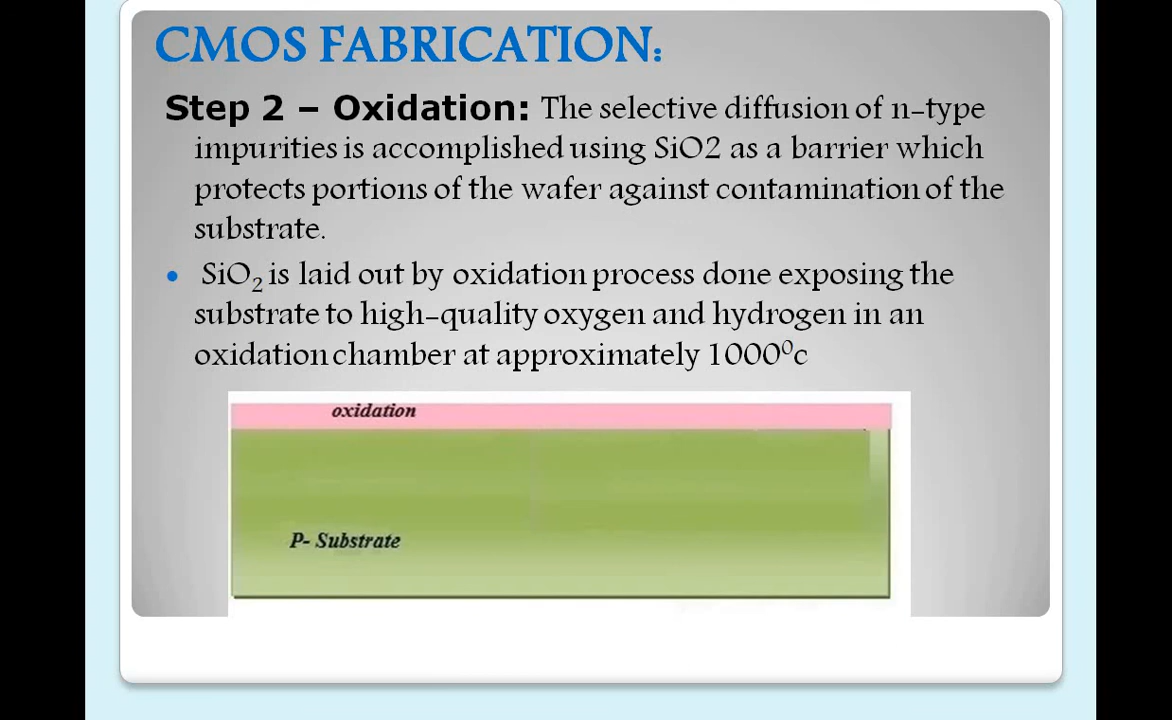 CMOS FABRICATION:
Step 2 – Oxidation: The selective diffusion of n-type
impurities is accomplished using SiO2 as a barrier which
protects portions of the wafer against contamination of the
substrate.
• SiO₂ is laid out by oxidation process done exposing the
substrate to high-quality oxygen and hydrogen in an
oxidation chamber at approximately 1000⁰c
oxidation
P- Substrate